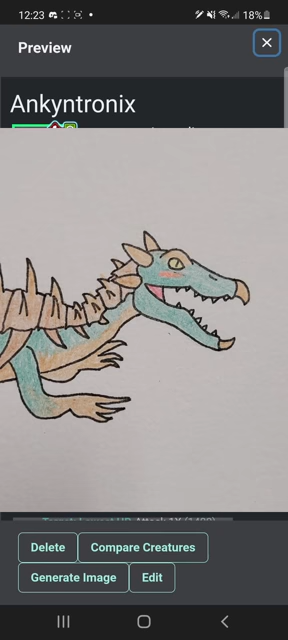 12:23
18%
Preview
Ankyntronix
Delete
Compare Creatures
Generate Image
Edit